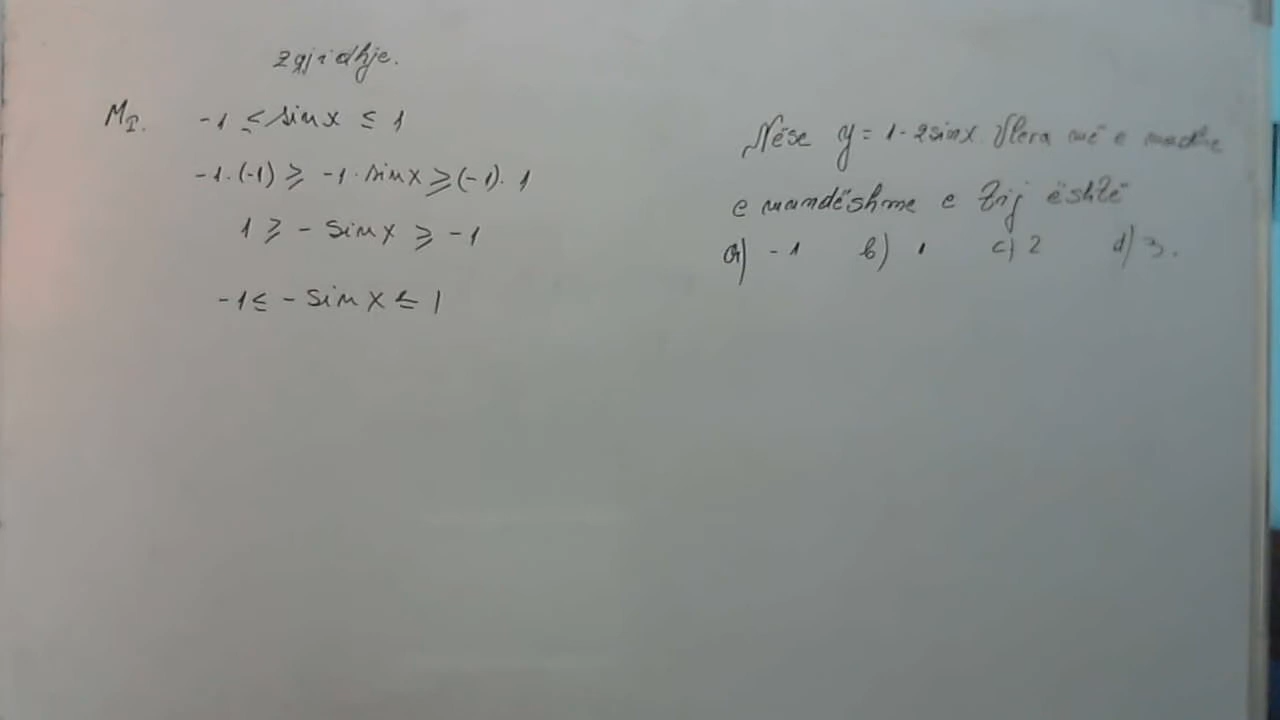 zgjidhje.
M₁. -1 ≤ sin x ≤ 1
-1·(-1) ≥ -1·sin x ≥ (-1)·1
1 ≥ - sin x ≥ -1
-1 ≤ - sin x ≤ 1
Nëse y = 1 - 2sin x. Vlera më e madhe
e mundëshme e tij është
a) -1 b) 1 c) 2 d) 3.